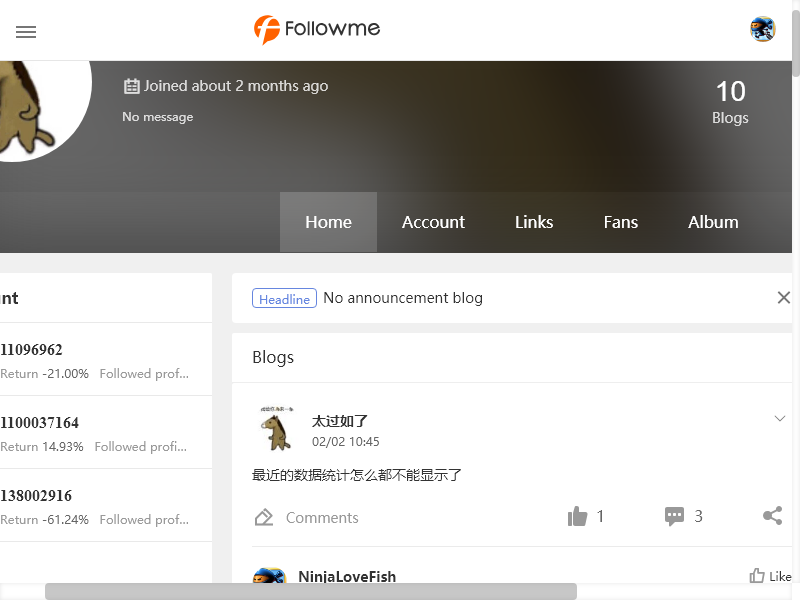 Followme
Joined about 2 months ago
No message
10
Blogs
Home Account Links Fans Album
nt
11096962
Return -21.00% Followed prof...
1100037164
Return 14.93% Followed profi...
138002916
Return -61.24% Followed prof...
Headline No announcement blog
Blogs
太过如了
02/02 10:45
最近的数据统计怎么都不能显示了
Comments 1 3
NinjaLoveFish Like